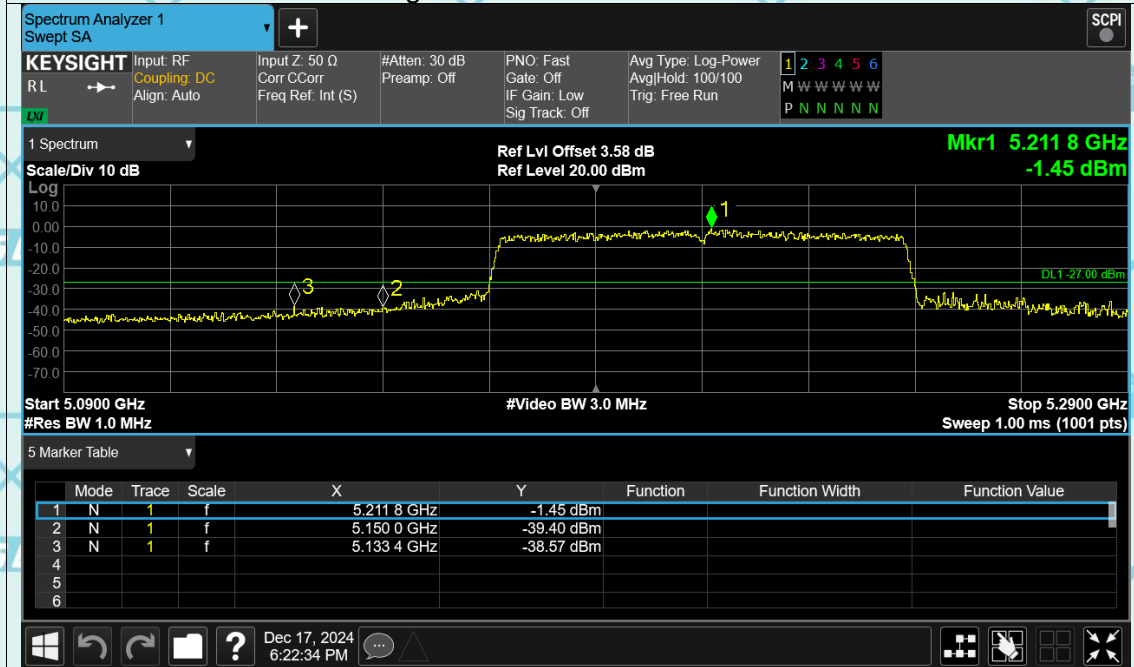 Spectrum Analyzer 1
Swept SA
+
SCPI
KEYSIGHT
RL
LXI
Input: RF
Coupling: DC
Align: Auto
Input Z: 50 Ω
Corr CCorr
Freq Ref: Int (S)
#Atten: 30 dB
Preamp: Off
PNO: Fast
Gate: Off
IF Gain: Low
Sig Track: Off
Avg Type: Log-Power
Avg|Hold: 100/100
Trig: Free Run
1 2 3 4 5 6
M W W W W W
P N N N N N
1 Spectrum
Scale/Div 10 dB
Ref Lvl Offset 3.58 dB
Ref Level 20.00 dBm
Mkr1 5.211 8 GHz
-1.45 dBm
Log
10.0
0.00
-10.0
-20.0
-30.0
-40.0
-50.0
-60.0
-70.0
1
2
3
DL1 -27.00 dBm
Start 5.0900 GHz
#Video BW 3.0 MHz
Stop 5.2900 GHz
#Res BW 1.0 MHz
Sweep 1.00 ms (1001 pts)
5 Marker Table
Mode Trace Scale X Y Function Function Width Function Value
1 N 1 f 5.211 8 GHz -1.45 dBm
2 N 1 f 5.150 0 GHz -39.40 dBm
3 N 1 f 5.133 4 GHz -38.57 dBm
4
5
6
?
Dec 17, 2024
6:22:34 PM